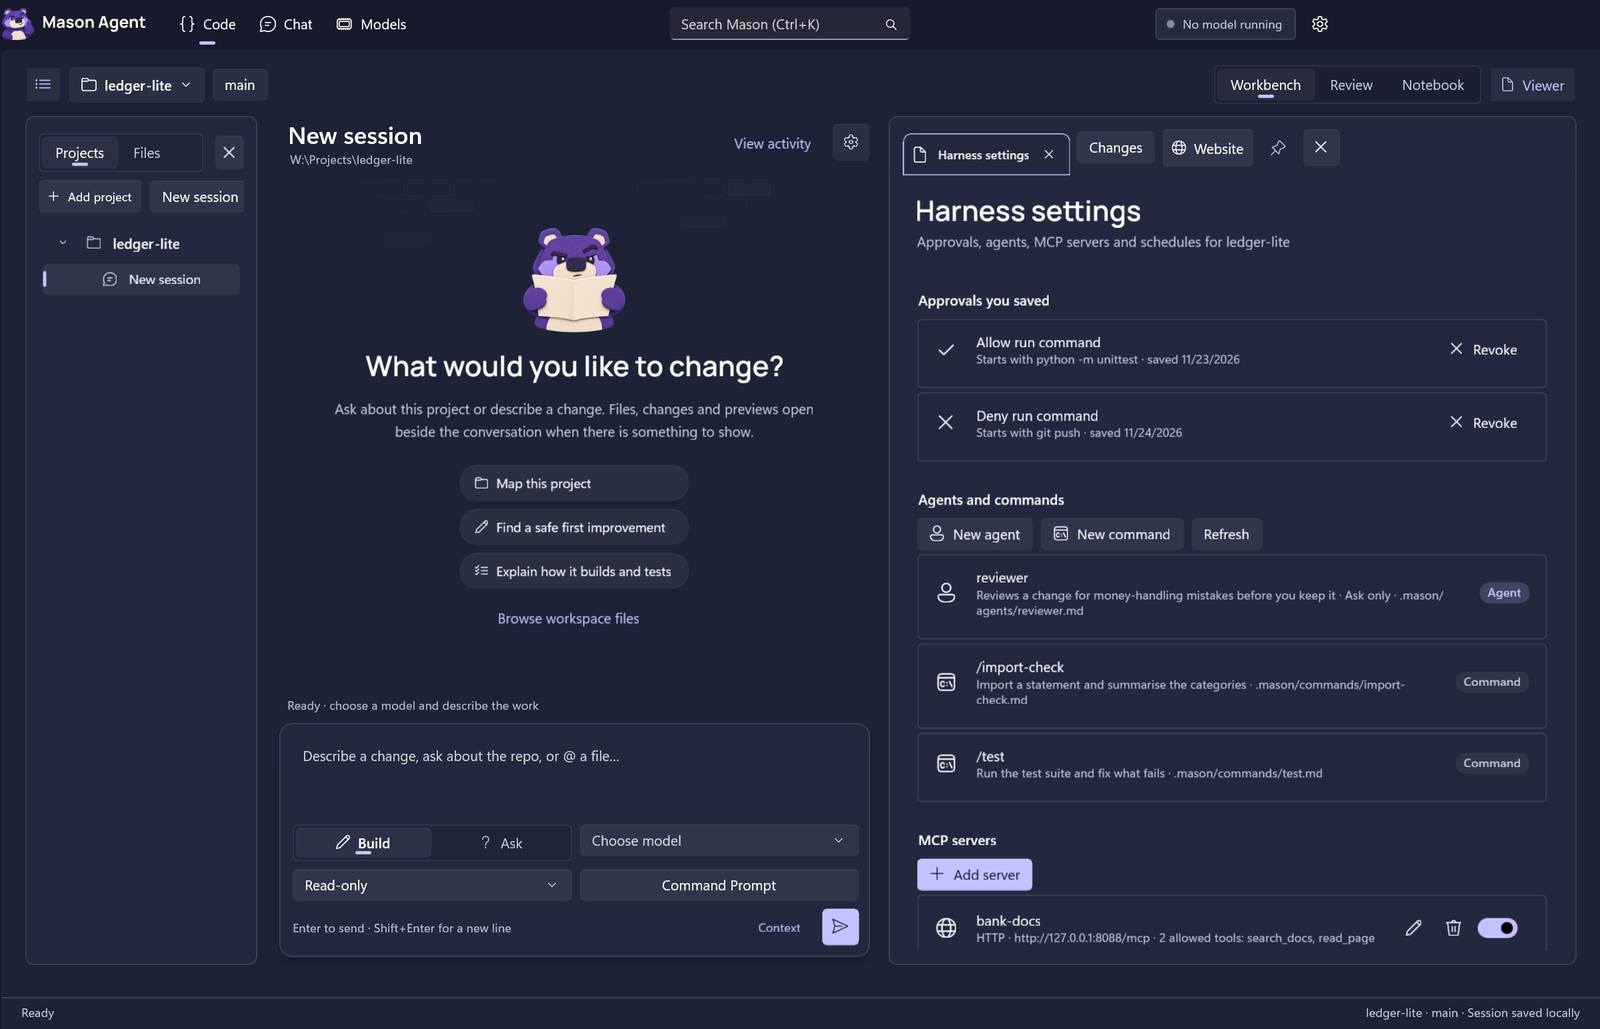 Mason Agent
{} Code
Chat
Models
Search Mason (Ctrl+K)
No model running
ledger-lite
main
Workbench
Review
Notebook
Viewer
Projects
Files
+ Add project
New session
ledger-lite
New session
New session
W:\Projects\ledger-lite
View activity
What would you like to change?
Ask about this project or describe a change. Files, changes and previews open
beside the conversation when there is something to show.
Map this project
Find a safe first improvement
Explain how it builds and tests
Browse workspace files
Ready · choose a model and describe the work
Describe a change, ask about the repo, or @ a file...
Build
? Ask
Choose model
Read-only
Command Prompt
Enter to send · Shift+Enter for a new line
Context
Harness settings
Changes
Website
Harness settings
Approvals, agents, MCP servers and schedules for ledger-lite
Approvals you saved
Allow run command
Starts with python -m unittest · saved 11/23/2026
Revoke
Deny run command
Starts with git push · saved 11/24/2026
Revoke
Agents and commands
New agent
New command
Refresh
reviewer
Reviews a change for money-handling mistakes before you keep it · Ask only · .mason/
agents/reviewer.md
Agent
/import-check
Import a statement and summarise the categories · .mason/commands/import-
check.md
Command
/test
Run the test suite and fix what fails · .mason/commands/test.md
Command
MCP servers
+ Add server
bank-docs
HTTP · http://127.0.0.1:8088/mcp · 2 allowed tools: search_docs, read_page
Ready
ledger-lite · main · Session saved locally